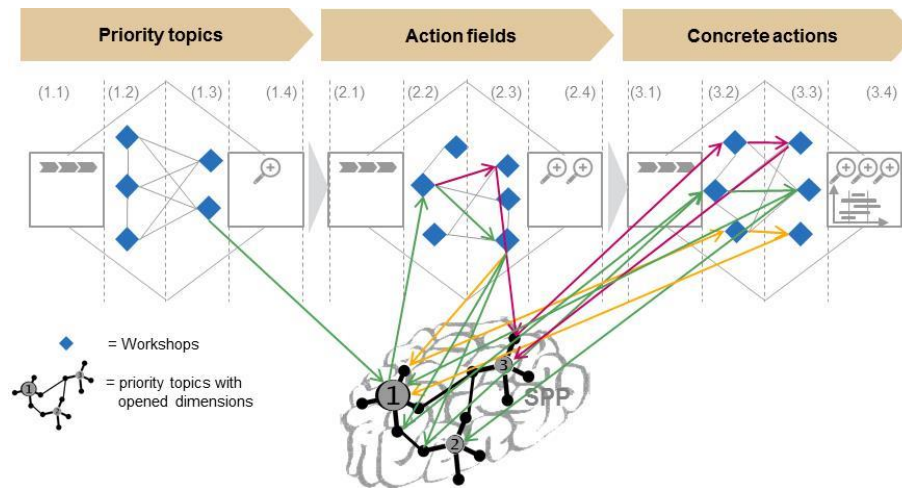 Priority topics
Action fields
Concrete actions
(1.1) (1.2) (1.3) (1.4) (2.1) (2.2) (2.3) (2.4) (3.1) (3.2) (3.3) (3.4)
= Workshops
1
= priority topics with
opened dimensions
1
3
SPP
2